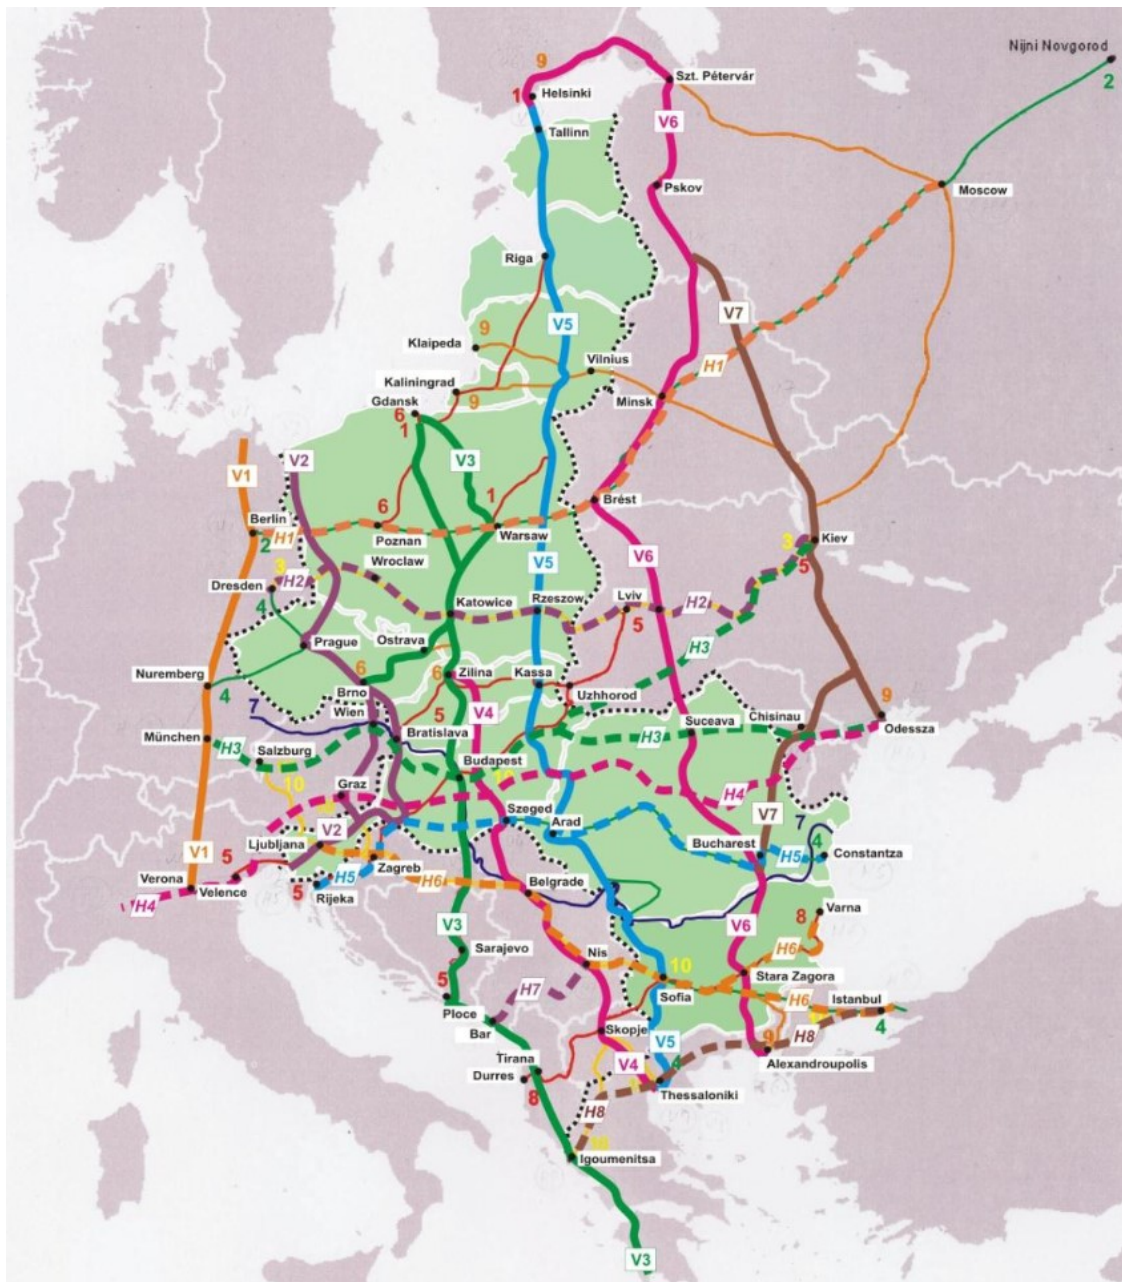 Nijni Novgorod
2
9
Szt. Pétervár
1
Helsinki
V6
Tallinn
Pskov
Moscow
Riga
V7
V5
9
Klaipeda
Vilnius
H1
Kaliningrad
Gdansk
9
Minsk
6
1
V1
V2
V3
1
Brést
6
Berlin
H1
2
Poznan
Warsaw
3
Kiev
5
V5
V6
Wroclaw
3
Dresden
H2
4
Katowice
Rzeszow
Lviv
H2
5
Prague
Ostrava
H3
Nuremberg
4
6
Brno
6
Zilina
Kassa
Uzhhorod
9
7
Wien
5
V4
Suceava
Chisinau
Odessza
München
H3
Salzburg
Bratislava
H3
10
Budapest
10
H4
Graz
Szeged
V7
7
V2
Arad
4
Ljubljana
Bucharest
H5
Constantza
V1
5
Zagreb
Verona
Velence
5
H5
Rijeka
H6
Belgrade
H4
V3
V6
8
Varna
Sarajevo
Nis
H6
10
Stara Zagora
5
H7
Sofia
H6
Istanbul
Ploce
4
Bar
Skopje
V5
9
H8
Tirana
V4
4
Alexandroupolis
Durres
8
Thessaloniki
H8
10
Igoumenitsa
V3